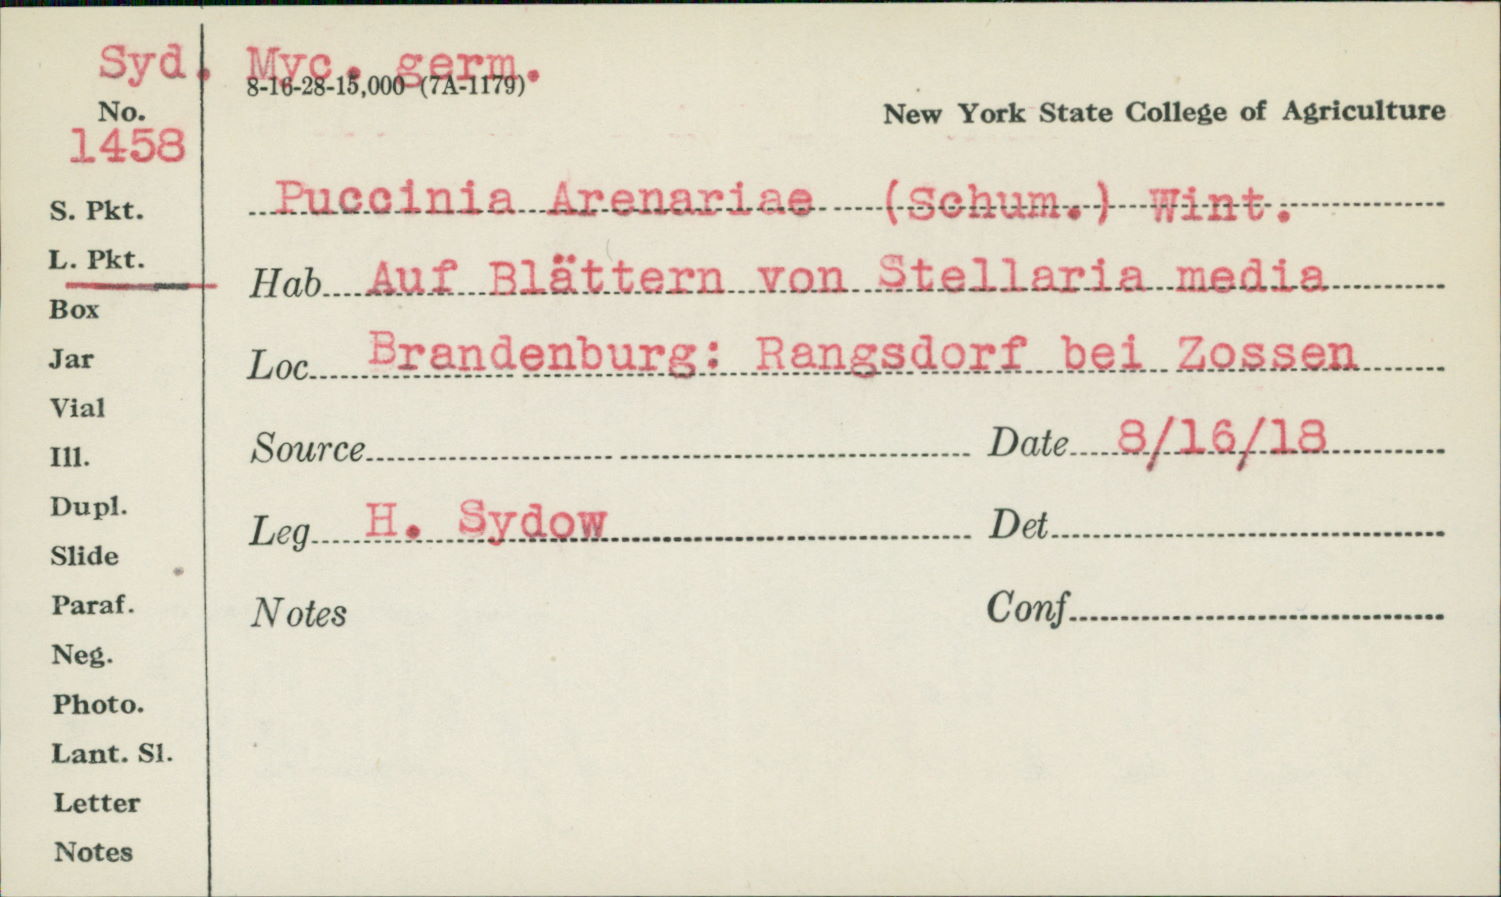 Syd. Myc. germ.
8-16-28-15,000 (7A-1179)
No.
New York State College of Agriculture
1458
Puccinia Arenariae (Schum.) Wint.
S. Pkt.
L. Pkt.
Hab Auf Blättern von Stellaria media
Box
Loc Brandenburg: Rangsdorf bei Zossen
Jar
Vial
Source Date 8/16/18
Ill.
Dupl.
Leg H. Sydow Det
Slide
Paraf.
Notes Conf
Neg.
Photo.
Lant. Sl.
Letter
Notes